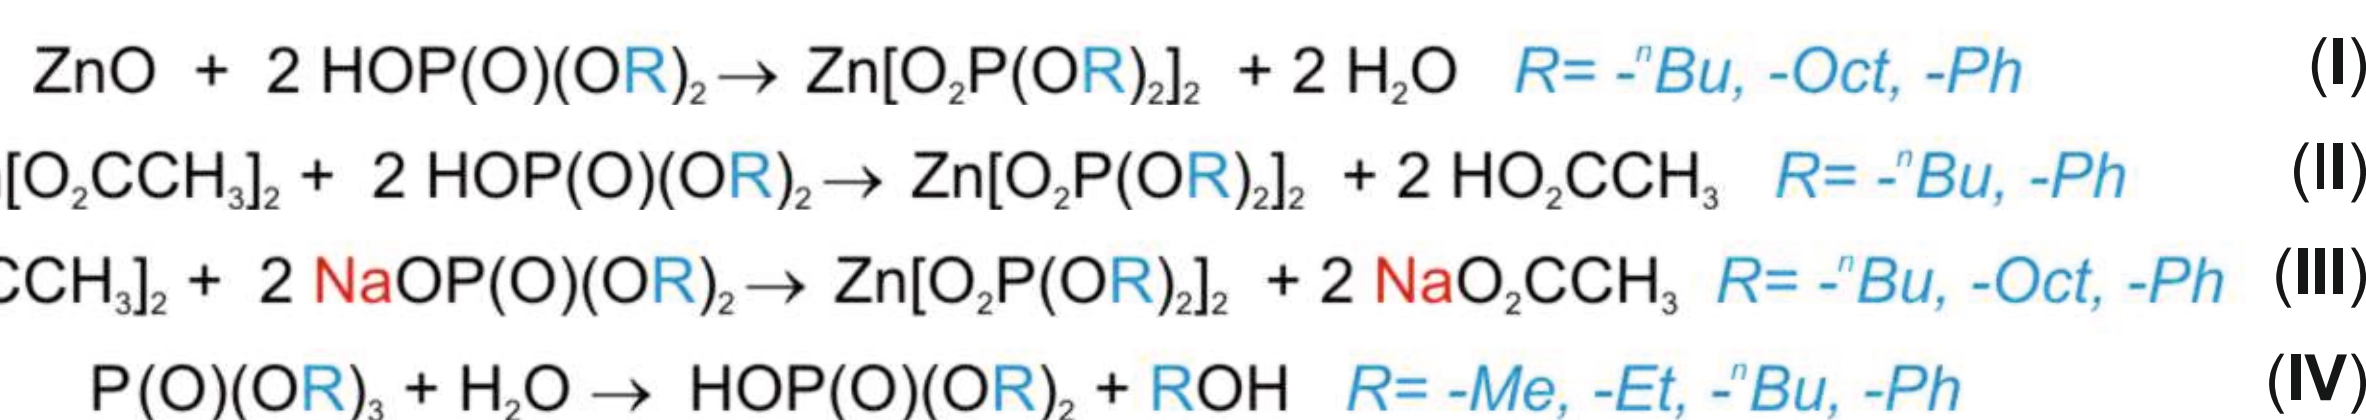 ZnO + 2 HOP(O)(OR)₂ → Zn[O₂P(OR)₂]₂ + 2 H₂O R= -ⁿBu, -Oct, -Ph (I)
[O₂CCH₃]₂ + 2 HOP(O)(OR)₂ → Zn[O₂P(OR)₂]₂ + 2 HO₂CCH₃ R= -ⁿBu, -Ph (II)
CCH₃]₂ + 2 NaOP(O)(OR)₂ → Zn[O₂P(OR)₂]₂ + 2 NaO₂CCH₃ R= -ⁿBu, -Oct, -Ph (III)
P(O)(OR)₃ + H₂O → HOP(O)(OR)₂ + ROH R= -Me, -Et, -ⁿBu, -Ph (IV)